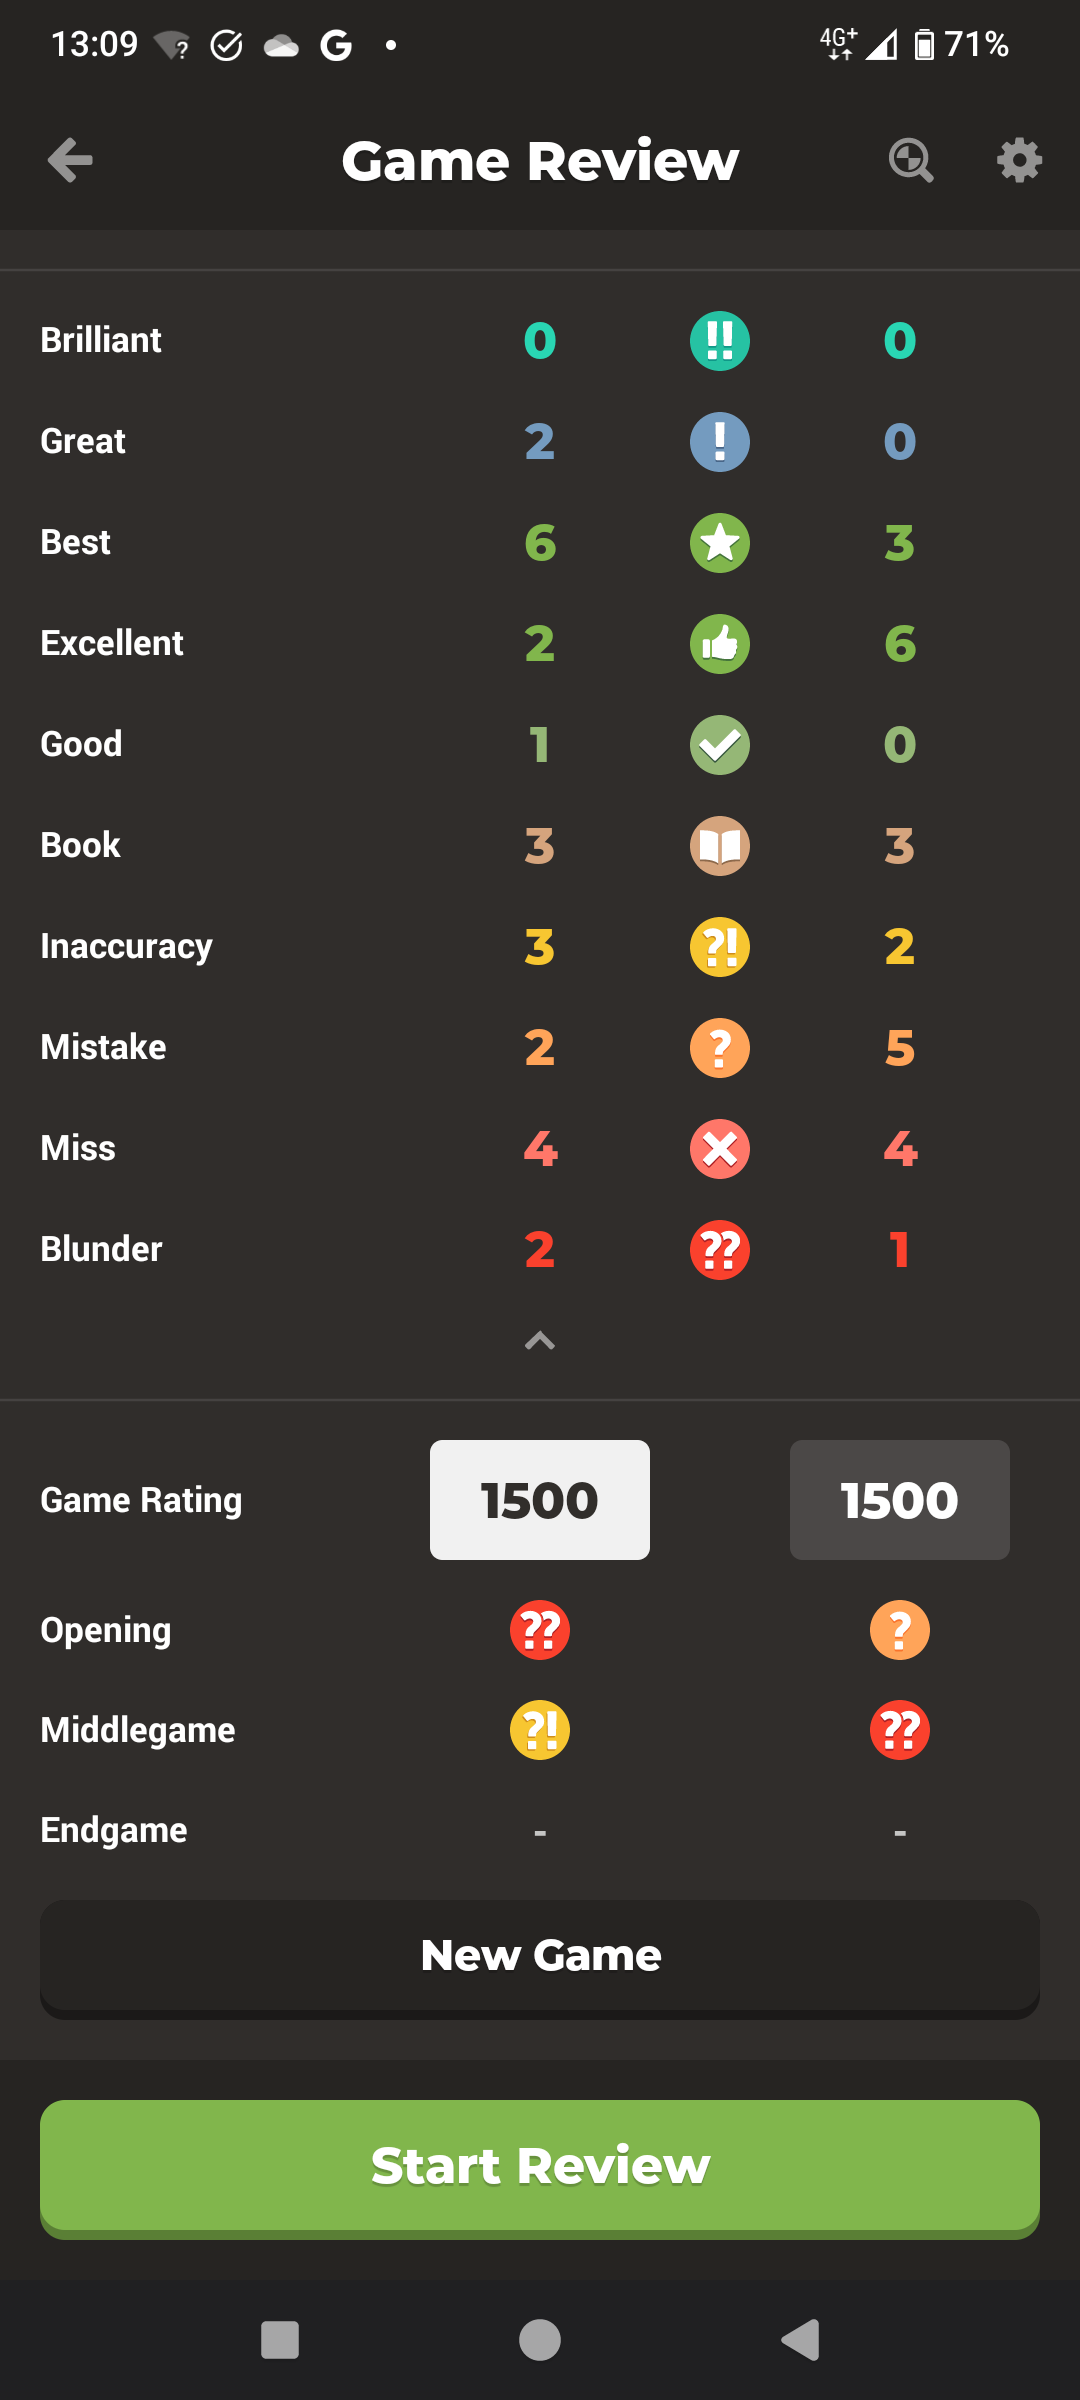 13:09 ? G 4G+ 71%
Game Review
Brilliant 0 !! 0
Great 2 ! 0
Best 6 3
Excellent 2 6
Good 1 0
Book 3 3
Inaccuracy 3 ?! 2
Mistake 2 ? 5
Miss 4 4
Blunder 2 ?? 1
Game Rating 1500 1500
Opening ?? ?
Middlegame ?! ??
Endgame - -
New Game
Start Review